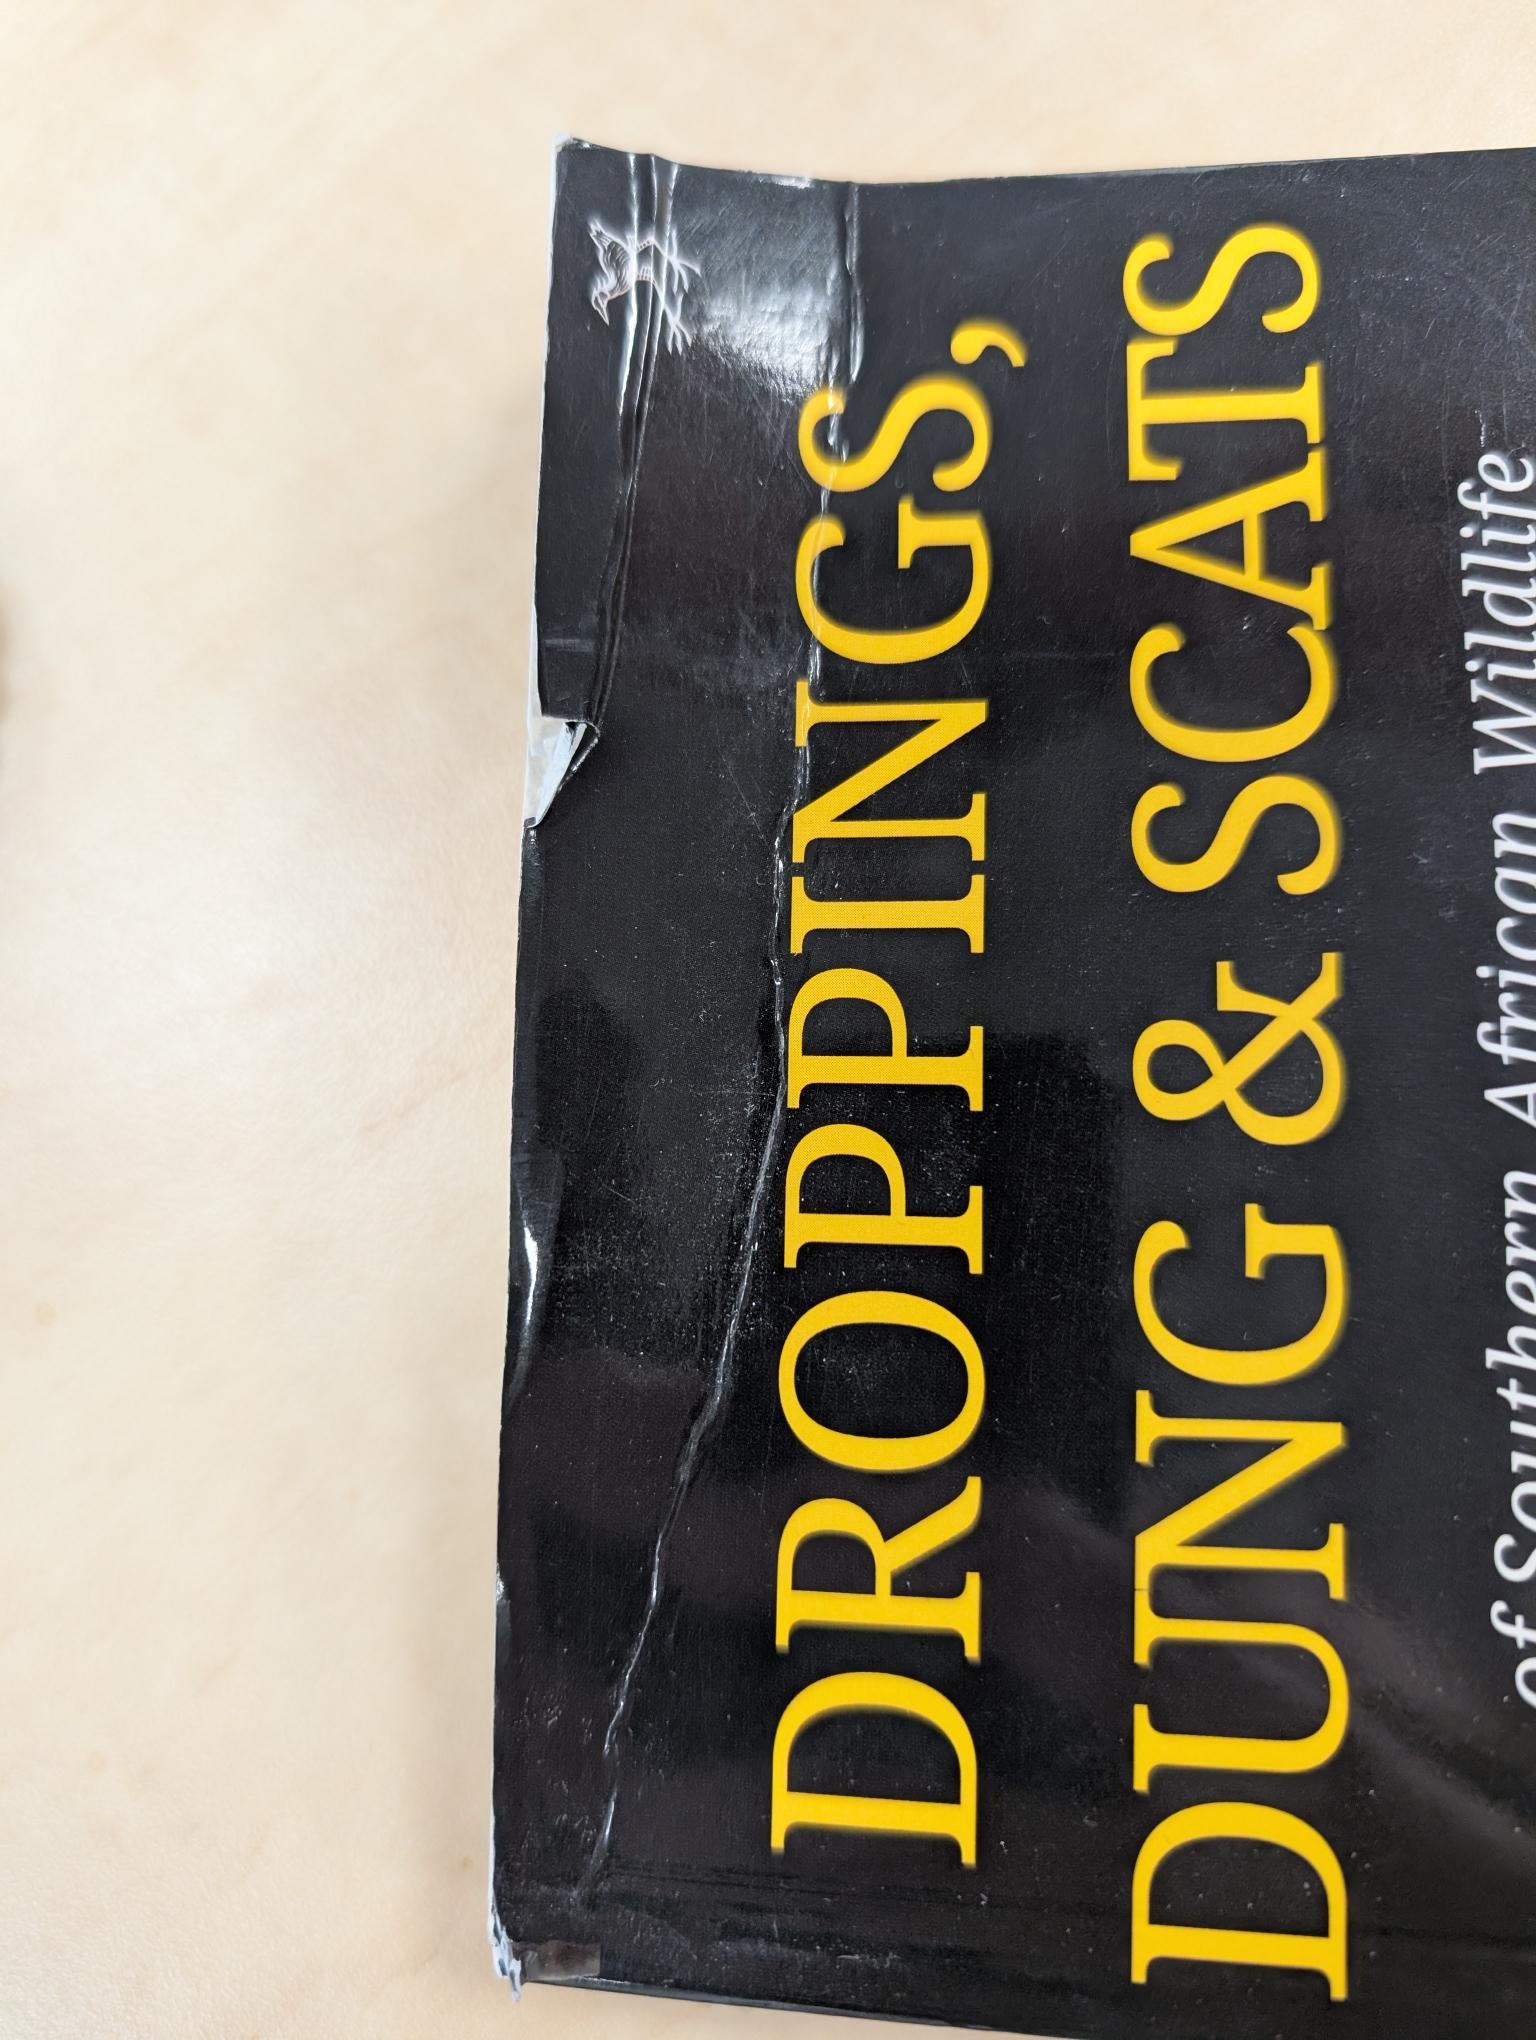 DROPPINGS,
DUNG & SCATS
of Southern African Wildlife